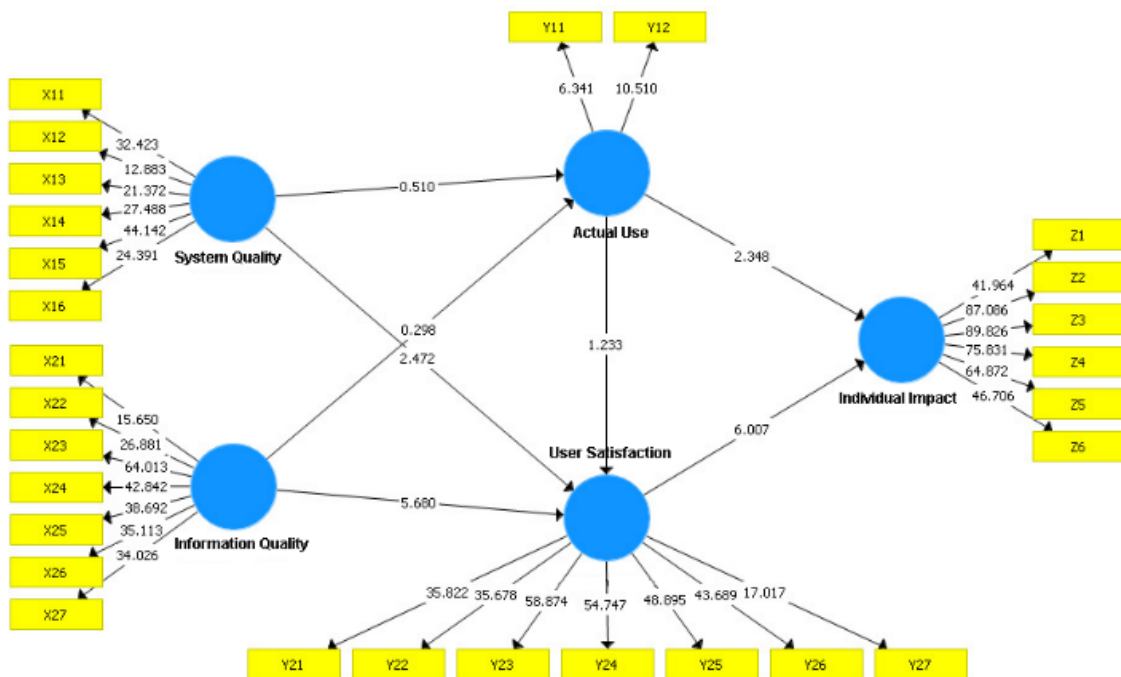 Y11 Y12
6.341 10.510
X11
X12
X13
X14
X15
X16
32.423
12.883
21.372
27.488
44.142
24.391
System Quality
0.510
Actual Use
2.348
0.298
2.472
1.233
X21
X22
X23
X24
X25
X26
X27
15.650
26.881
64.013
42.842
38.692
35.113
34.026
Information Quality
5.680
User Satisfaction
6.007
Individual Impact
41.964
87.086
89.826
75.831
64.872
46.706
Z1
Z2
Z3
Z4
Z5
Z6
35.822 35.678 58.874 54.747 48.895 43.689 17.017
Y21 Y22 Y23 Y24 Y25 Y26 Y27